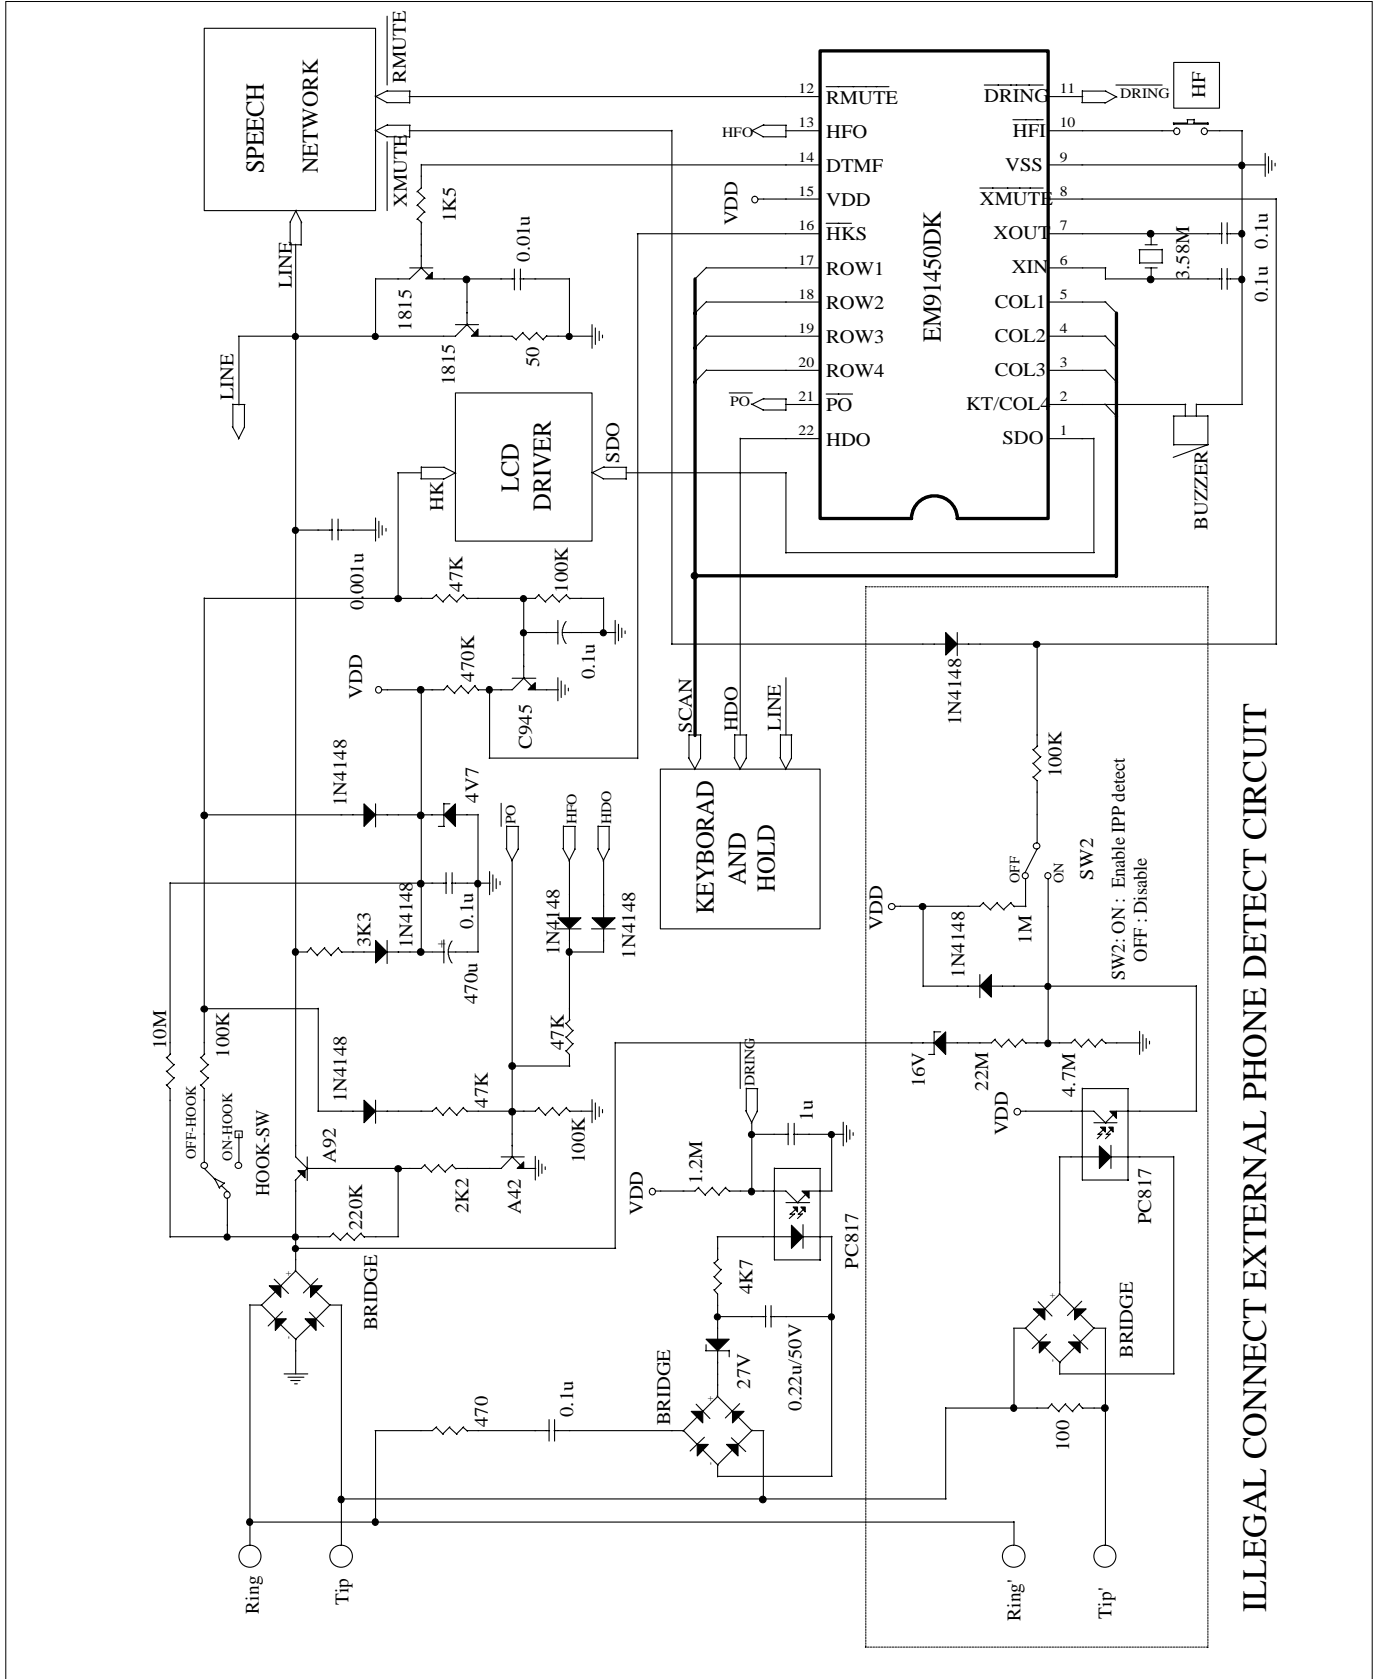 SPEECH
NETWORK
RMUTE
XMUTE
LINE
LINE
1K5
0.01u
1815
1815
50
LCD
DRIVER
HK
SDO
0.001u
47K
100K
0.1u
VDD
470K
C945
1N4148
4V7
1N4148
0.1u
3K3
470u
10M
100K
OFF-HOOK
ON-HOOK
HOOK-SW
1N4148
47K
A92
220K
2K2
A42
100K
PO
HFO
HDO
1N4148
1N4148
47K
BRIDGE
+
-
Ring
Tip
470
0.1u
BRIDGE
+
-
27V
4K7
0.22u/50V
VDD
1.2M
DRING
1u
PC817
KEYBORAD
AND
HOLD
SCAN
HDO
LINE
EM91450DK
12 RMUTE
13 HFO
14 DTMF
15 VDD
16 HKS
17 ROW1
18 ROW2
19 ROW3
20 ROW4
21 PO
22 HDO
HFO
VDD
PO
DRING 11
HFI 10
VSS 9
XMUTE 8
XOUT 7
XIN 6
COL1 5
COL2 4
COL3 3
KT/COL4 2
SDO 1
DRING
HF
3.58M
0.1u
0.1u
BUZZER
1N4148
100K
OFF
ON
SW2
SW2: ON : Enable IPP detect
OFF : Disable
VDD
1M
1N4148
16V
22M
4.7M
VDD
PC817
BRIDGE
+
-
100
Ring'
Tip'
ILLEGAL CONNECT EXTERNAL PHONE DETECT CIRCUIT